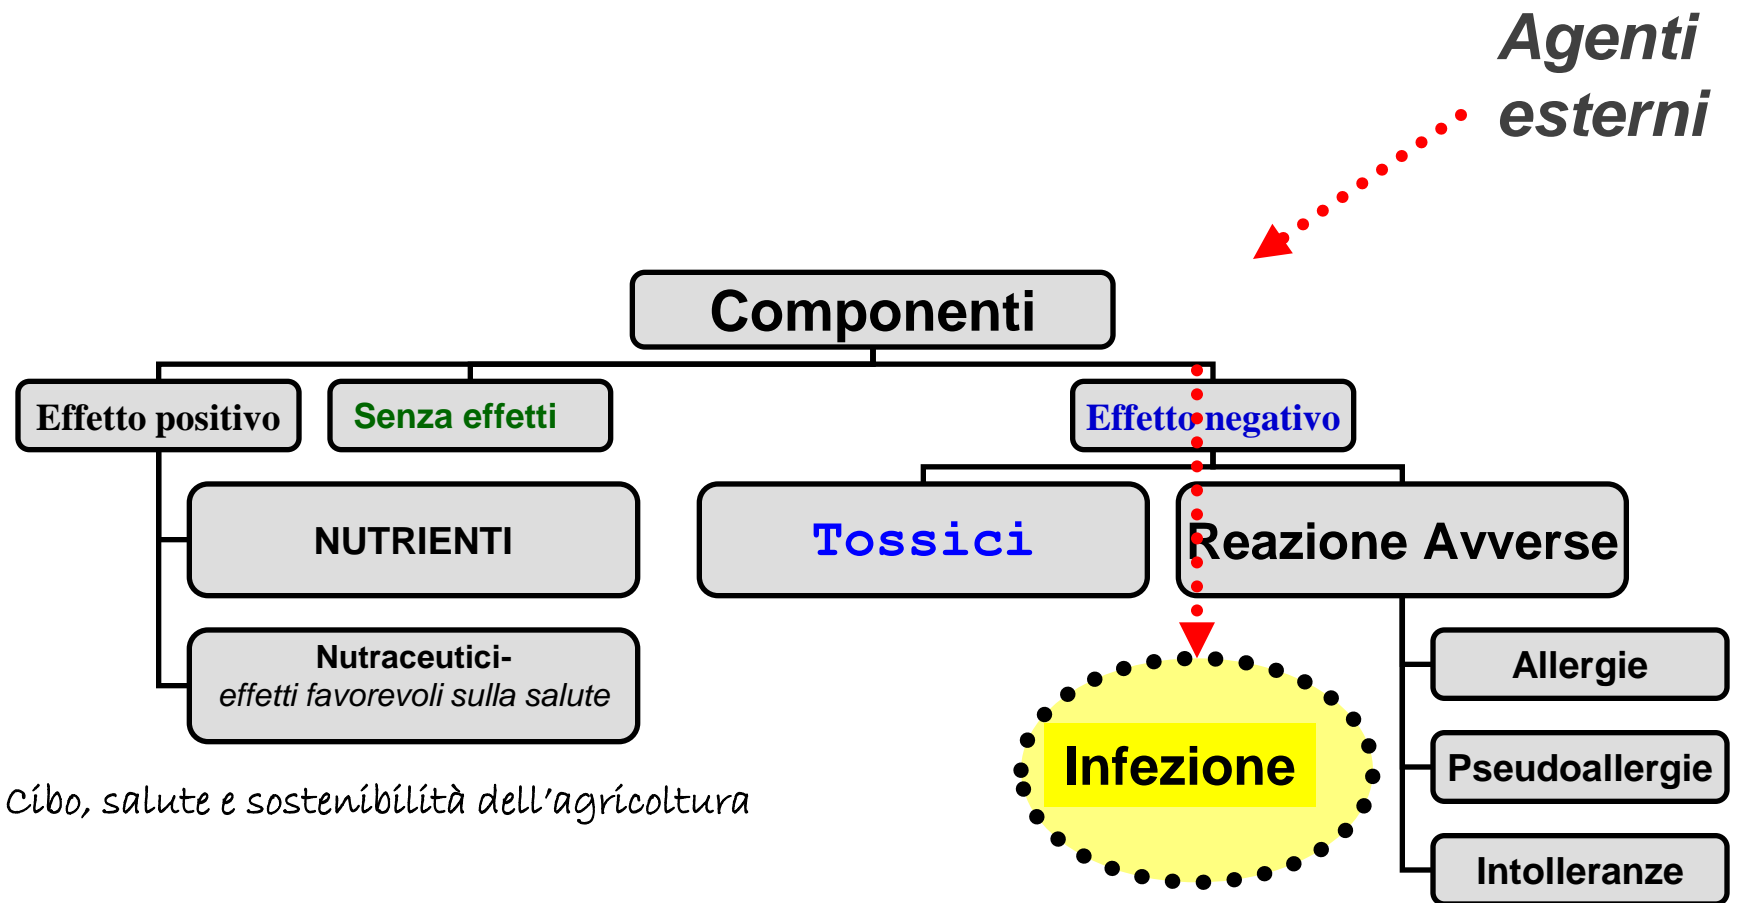 Agenti
esterni
Componenti
Effetto positivo
Senza effetti
Effetto negativo
NUTRIENTI
Tossici
Reazione Avverse
Nutraceutici-
effetti favorevoli sulla salute
Allergie
Infezione
Pseudoallergie
Cibo, salute e sostenibilità dell'agricoltura
Intolleranze